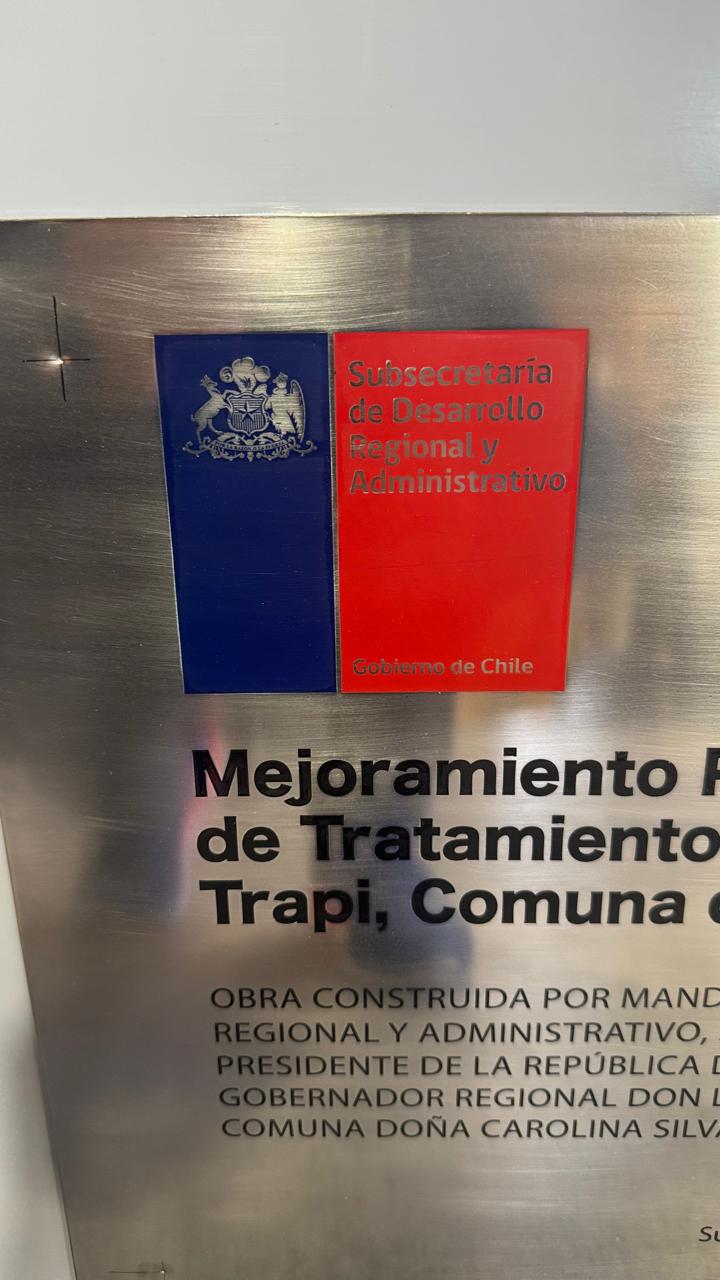 Subsecretaría
de Desarrollo
Regional y
Administrativo
Gobierno de Chile
Mejoramiento
de Tratamiento
Trapi, Comuna
OBRA CONSTRUIDA POR
REGIONAL Y ADMINISTRATIVO,
PRESIDENTE DE LA REPÚBLICA
GOBERNADOR REGIONAL DON
COMUNA DOÑA CAROLINA